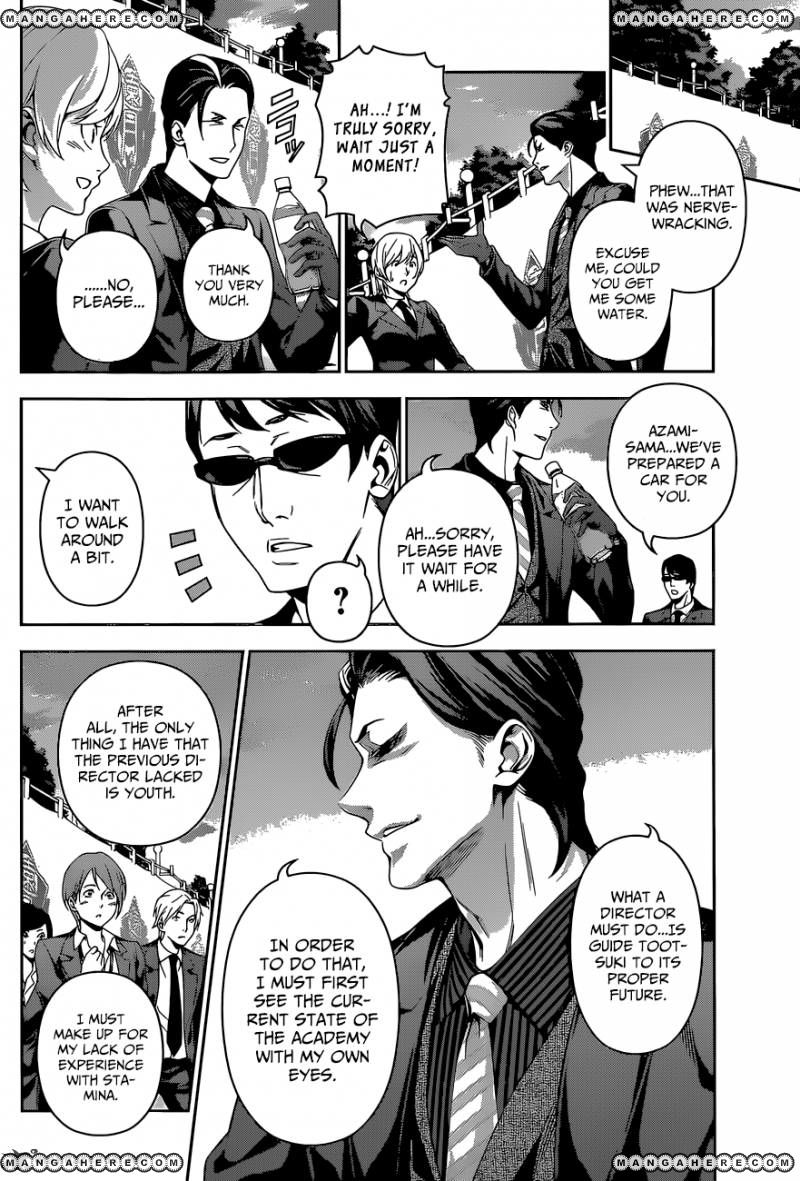 MANGAHERE.COM
MANGAHERE.COM
PHEW...THAT
WAS NERVE-
WRACKING.
EXCUSE
ME, COULD
YOU GET
ME SOME
WATER.
AH...! I'M
TRULY SORRY,
WAIT JUST A
MOMENT!
THANK
YOU VERY
MUCH.
......NO,
PLEASE...
AZAMI-
SAMA...WE'VE
PREPARED A
CAR FOR
YOU.
AH...SORRY,
PLEASE HAVE
IT WAIT FOR
A WHILE.
?
I WANT
TO WALK
AROUND
A BIT.
WHAT A
DIRECTOR
MUST DO...IS
GUIDE TOOT-
SUKI TO ITS
PROPER
FUTURE.
IN ORDER
TO DO THAT,
I MUST FIRST
SEE THE CUR-
RENT STATE OF
THE ACADEMY
WITH MY OWN
EYES.
AFTER
ALL, THE ONLY
THING I HAVE THAT
THE PREVIOUS DI-
RECTOR LACKED
IS YOUTH.
I MUST
MAKE UP FOR
MY LACK OF
EXPERIENCE
WITH STA-
MINA.
MANGAHERE.COM
MANGAHERE.COM